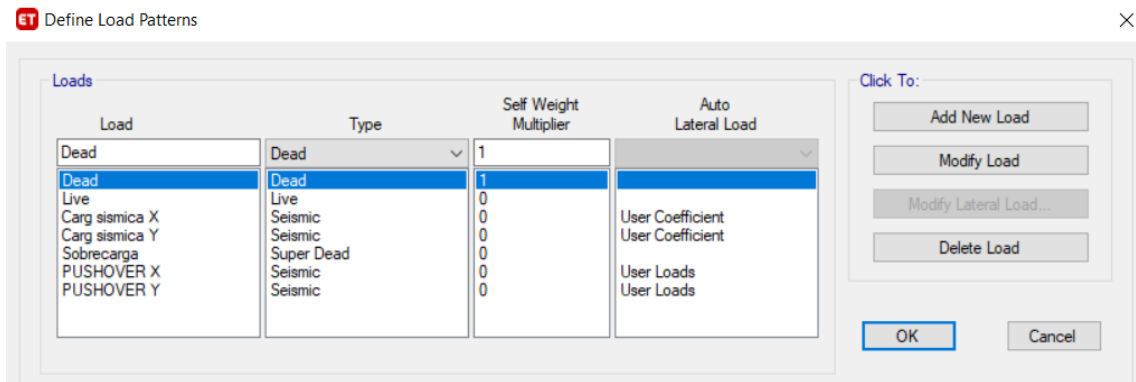 ET Define Load Patterns
Loads
Click To:
Load Type Self Weight Multiplier Auto Lateral Load
Dead Dead 1
Dead Dead 1
Live Live 0
Carg sismica X Seismic 0 User Coefficient
Carg sismica Y Seismic 0 User Coefficient
Sobrecarga Super Dead 0
PUSHOVER X Seismic 0 User Loads
PUSHOVER Y Seismic 0 User Loads
Add New Load
Modify Load
Modify Lateral Load...
Delete Load
OK Cancel